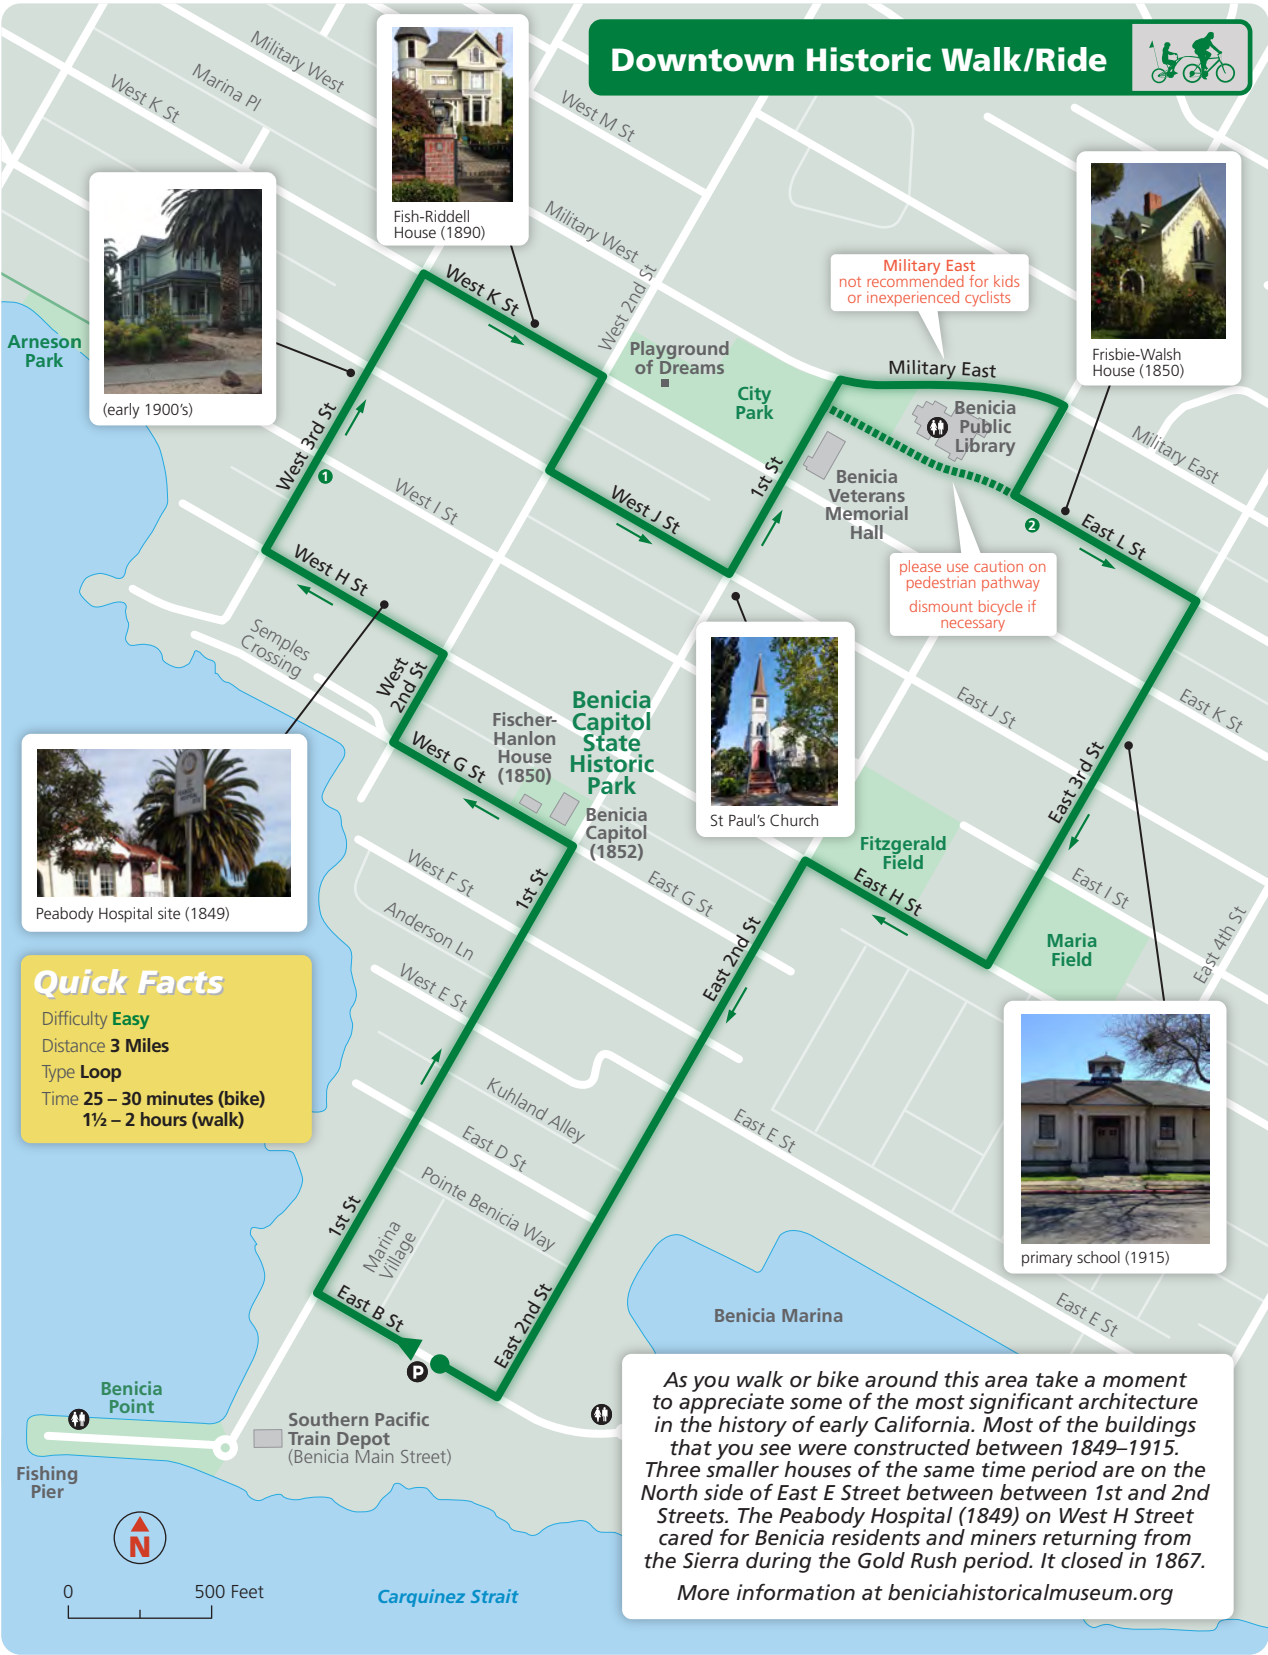 Downtown Historic Walk/Ride
Military West
Marina Pl
West K St
West M St
Fish-Riddell
House (1890)
Military West
West 2nd St
West K St
(early 1900's)
Arneson
Park
Military East
not recommended for kids
or inexperienced cyclists
Frisbie-Walsh
House (1850)
Playground
of Dreams
City
Park
Military East
Benicia
Public
Library
Military East
West 3rd St
1
West I St
West J St
1st St
Benicia
Veterans
Memorial
Hall
2
East L St
please use caution on
pedestrian pathway
dismount bicycle if
necessary
West H St
Semples
Crossing
West
2nd St
West G St
Fischer-
Hanlon
House
(1850)
Benicia
Capitol
State
Historic
Park
Benicia
Capitol
(1852)
St Paul's Church
East J St
East K St
East 3rd St
Fitzgerald
Field
East H St
East I St
Maria
Field
East 4th St
Peabody Hospital site (1849)
West F St
Anderson Ln
West E St
1st St
East G St
East 2nd St
Quick Facts
Difficulty Easy
Distance 3 Miles
Type Loop
Time 25 – 30 minutes (bike)
1½ – 2 hours (walk)
Kuhland Alley
East D St
Pointe Benicia Way
East E St
primary school (1915)
1st St
Marina
Village
East B St
East 2nd St
P
Benicia Marina
East E St
Benicia
Point
Fishing
Pier
Southern Pacific
Train Depot
(Benicia Main Street)
N
0 500 Feet
Carquinez Strait
As you walk or bike around this area take a moment
to appreciate some of the most significant architecture
in the history of early California. Most of the buildings
that you see were constructed between 1849–1915.
Three smaller houses of the same time period are on the
North side of East E Street between between 1st and 2nd
Streets. The Peabody Hospital (1849) on West H Street
cared for Benicia residents and miners returning from
the Sierra during the Gold Rush period. It closed in 1867.
More information at beniciahistoricalmuseum.org